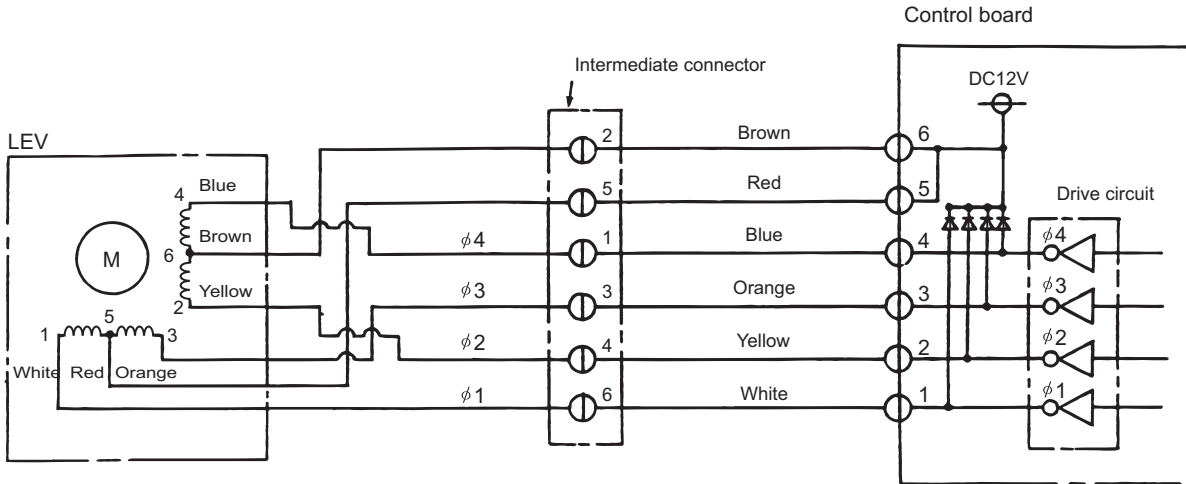 Control board
DC12V
Intermediate connector
LEV
2 Brown 6
5 Red 5
Drive circuit
4 Blue
φ4 1 Blue 4 φ4
6 Brown
M
φ3 3 Orange 3 φ3
2 Yellow
1 5 3
φ2 4 Yellow 2 φ2
White Red Orange
φ1 6 White 1 φ1